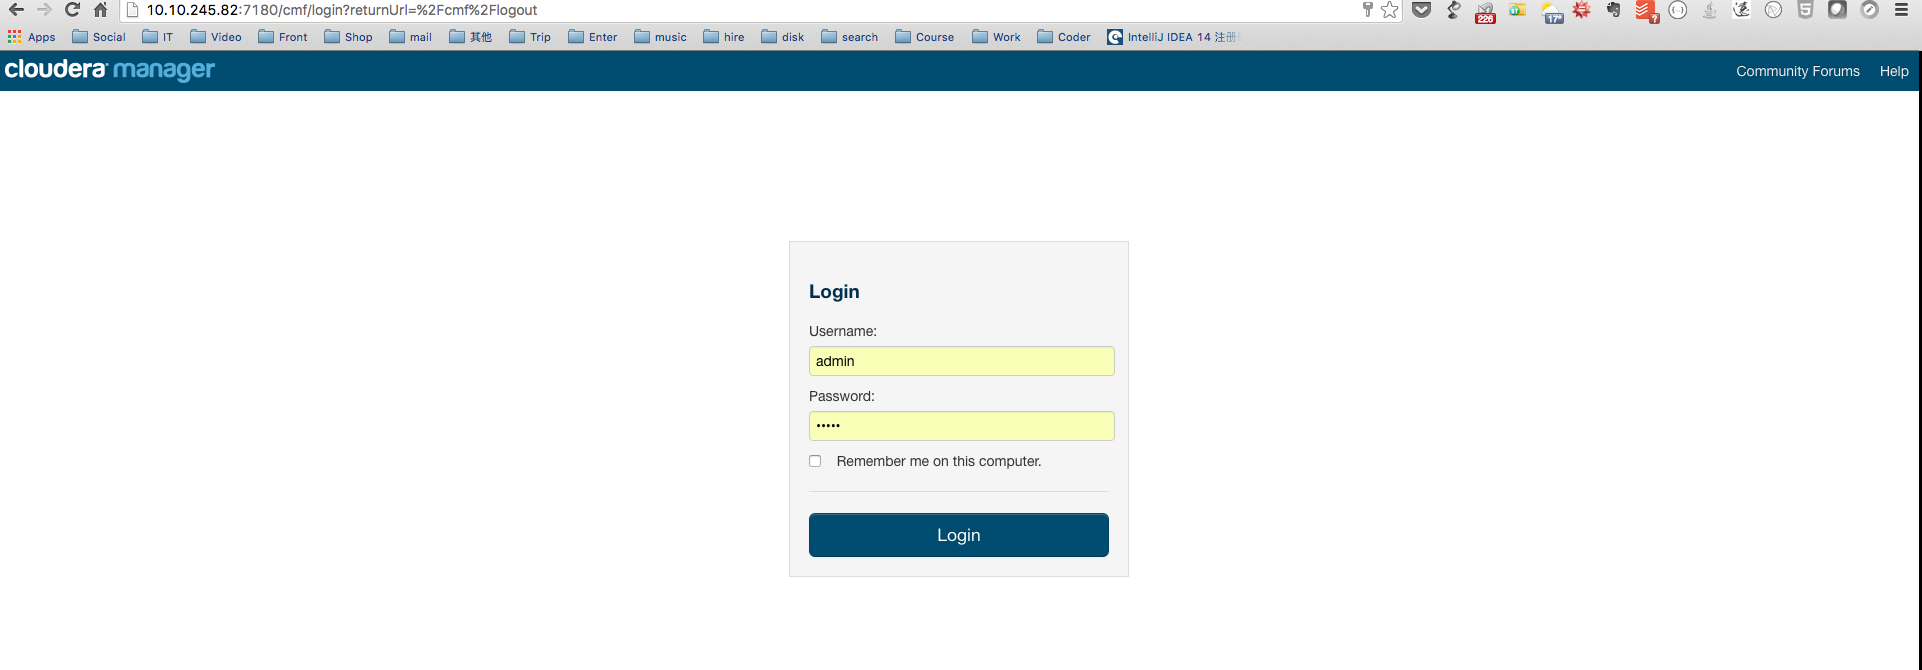 10.10.245.82:7180/cmf/login?returnUrl=%2Fcmf%2Flogout
226
17°
?
Apps Social IT Video Front Shop mail 其他 Trip Enter music hire disk search Course Work Coder IntelliJ IDEA 14 注册
cloudera manager Community Forums Help
Login
Username:
admin
Password:
•••••
Remember me on this computer.
Login